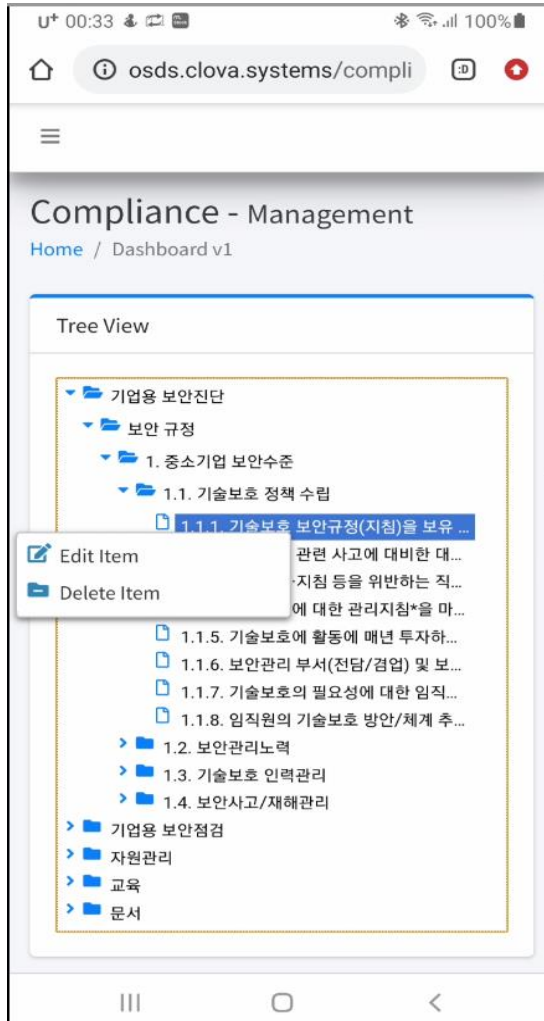 U+ 00:33
100%
osds.clova.systems/compli
:D
Compliance - Management
Home / Dashboard v1
Tree View
기업용 보안진단
보안 규정
1. 중소기업 보안수준
1.1. 기술보호 정책 수립
1.1.1. 기술보호 보안규정(지침)을 보유 ...
Edit Item
관련 사고에 대비한 대...
지침 등을 위반하는 직...
Delete Item
에 대한 관리지침*을 마...
1.1.5. 기술보호에 활동에 매년 투자하...
1.1.6. 보안관리 부서(전담/겸업) 및 보...
1.1.7. 기술보호의 필요성에 대한 임직...
1.1.8. 임직원의 기술보호 방안/체계 추...
1.2. 보안관리노력
1.3. 기술보호 인력관리
1.4. 보안사고/재해관리
기업용 보안점검
자원관리
교육
문서